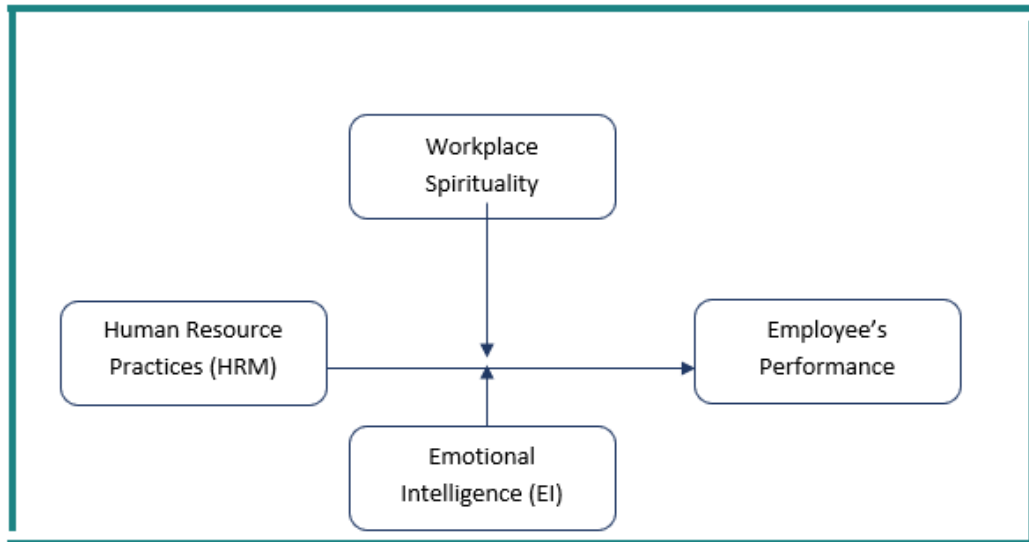 Workplace
Spirituality
Human Resource
Practices (HRM)
Employee’s
Performance
Emotional
Intelligence (EI)